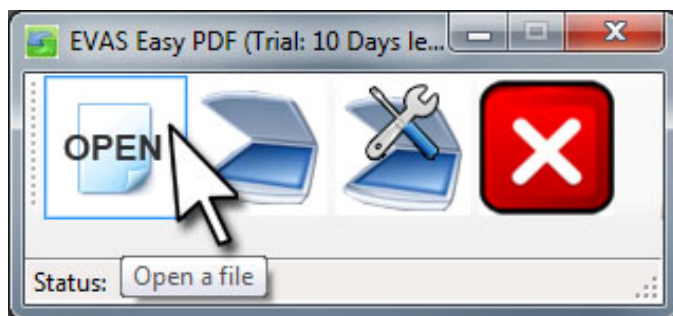 EVAS Easy PDF (Trial: 10 Days le...
OPEN
Status:
Open a file